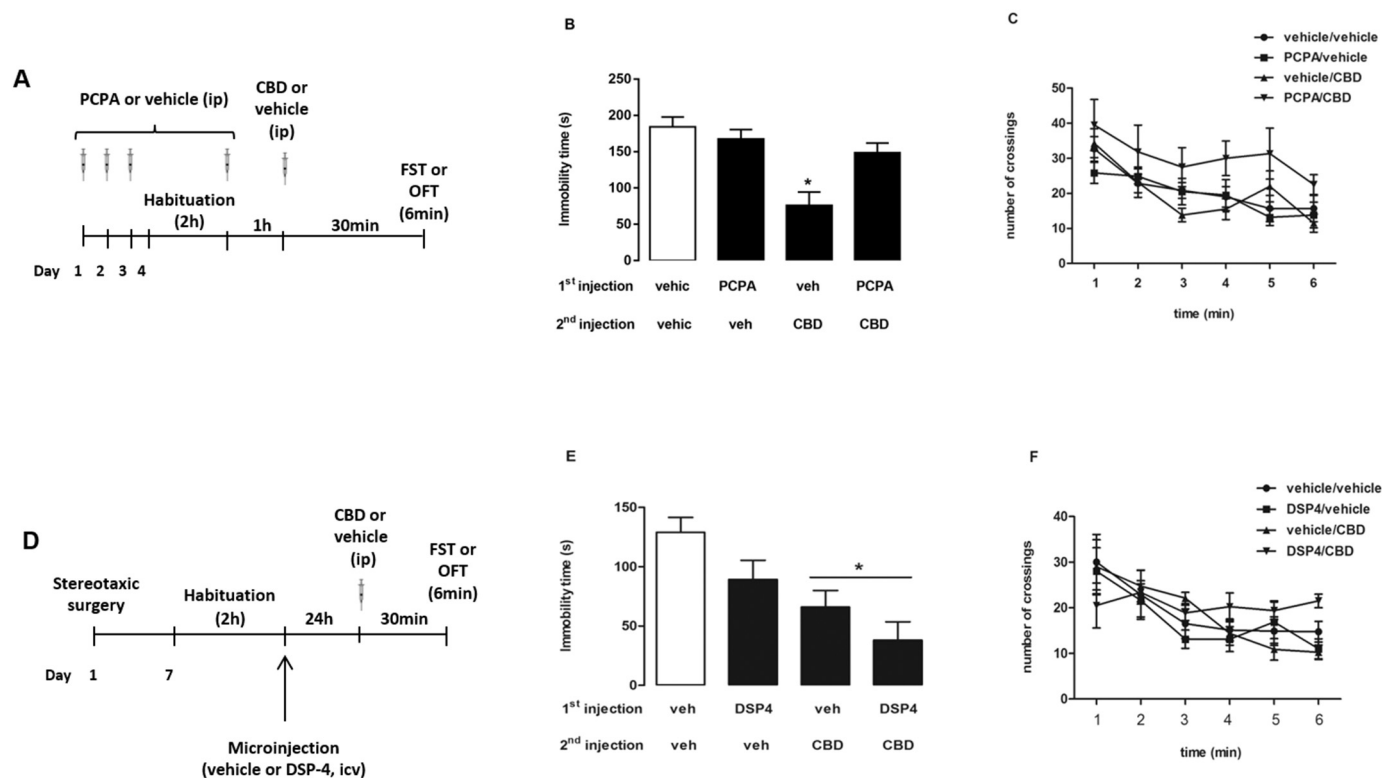 A
PCPA or vehicle (ip)
CBD or
vehicle
(ip)
FST or
OFT
(6min)
Habituation
(2h)
1h
30min
Day 1 2 3 4
B
Immobility time (s)
250
200
150
100
50
0
*
1st injection vehic PCPA veh PCPA
2nd injection vehic veh CBD CBD
C
vehicle/vehicle
PCPA/vehicle
vehicle/CBD
PCPA/CBD
number of crossings
50
40
30
20
10
0
1 2 3 4 5 6
time (min)
D
Stereotaxic
surgery
Habituation
(2h)
24h
CBD or
vehicle
(ip)
30min
FST or
OFT
(6min)
Day 1 7
Microinjection
(vehicle or DSP-4, icv)
E
Immobility time (s)
150
100
50
0
*
1st injection veh DSP4 veh DSP4
2nd injection veh veh CBD CBD
F
vehicle/vehicle
DSP4/vehicle
vehicle/CBD
DSP4/CBD
number of crossings
40
30
20
10
0
1 2 3 4 5 6
time (min)